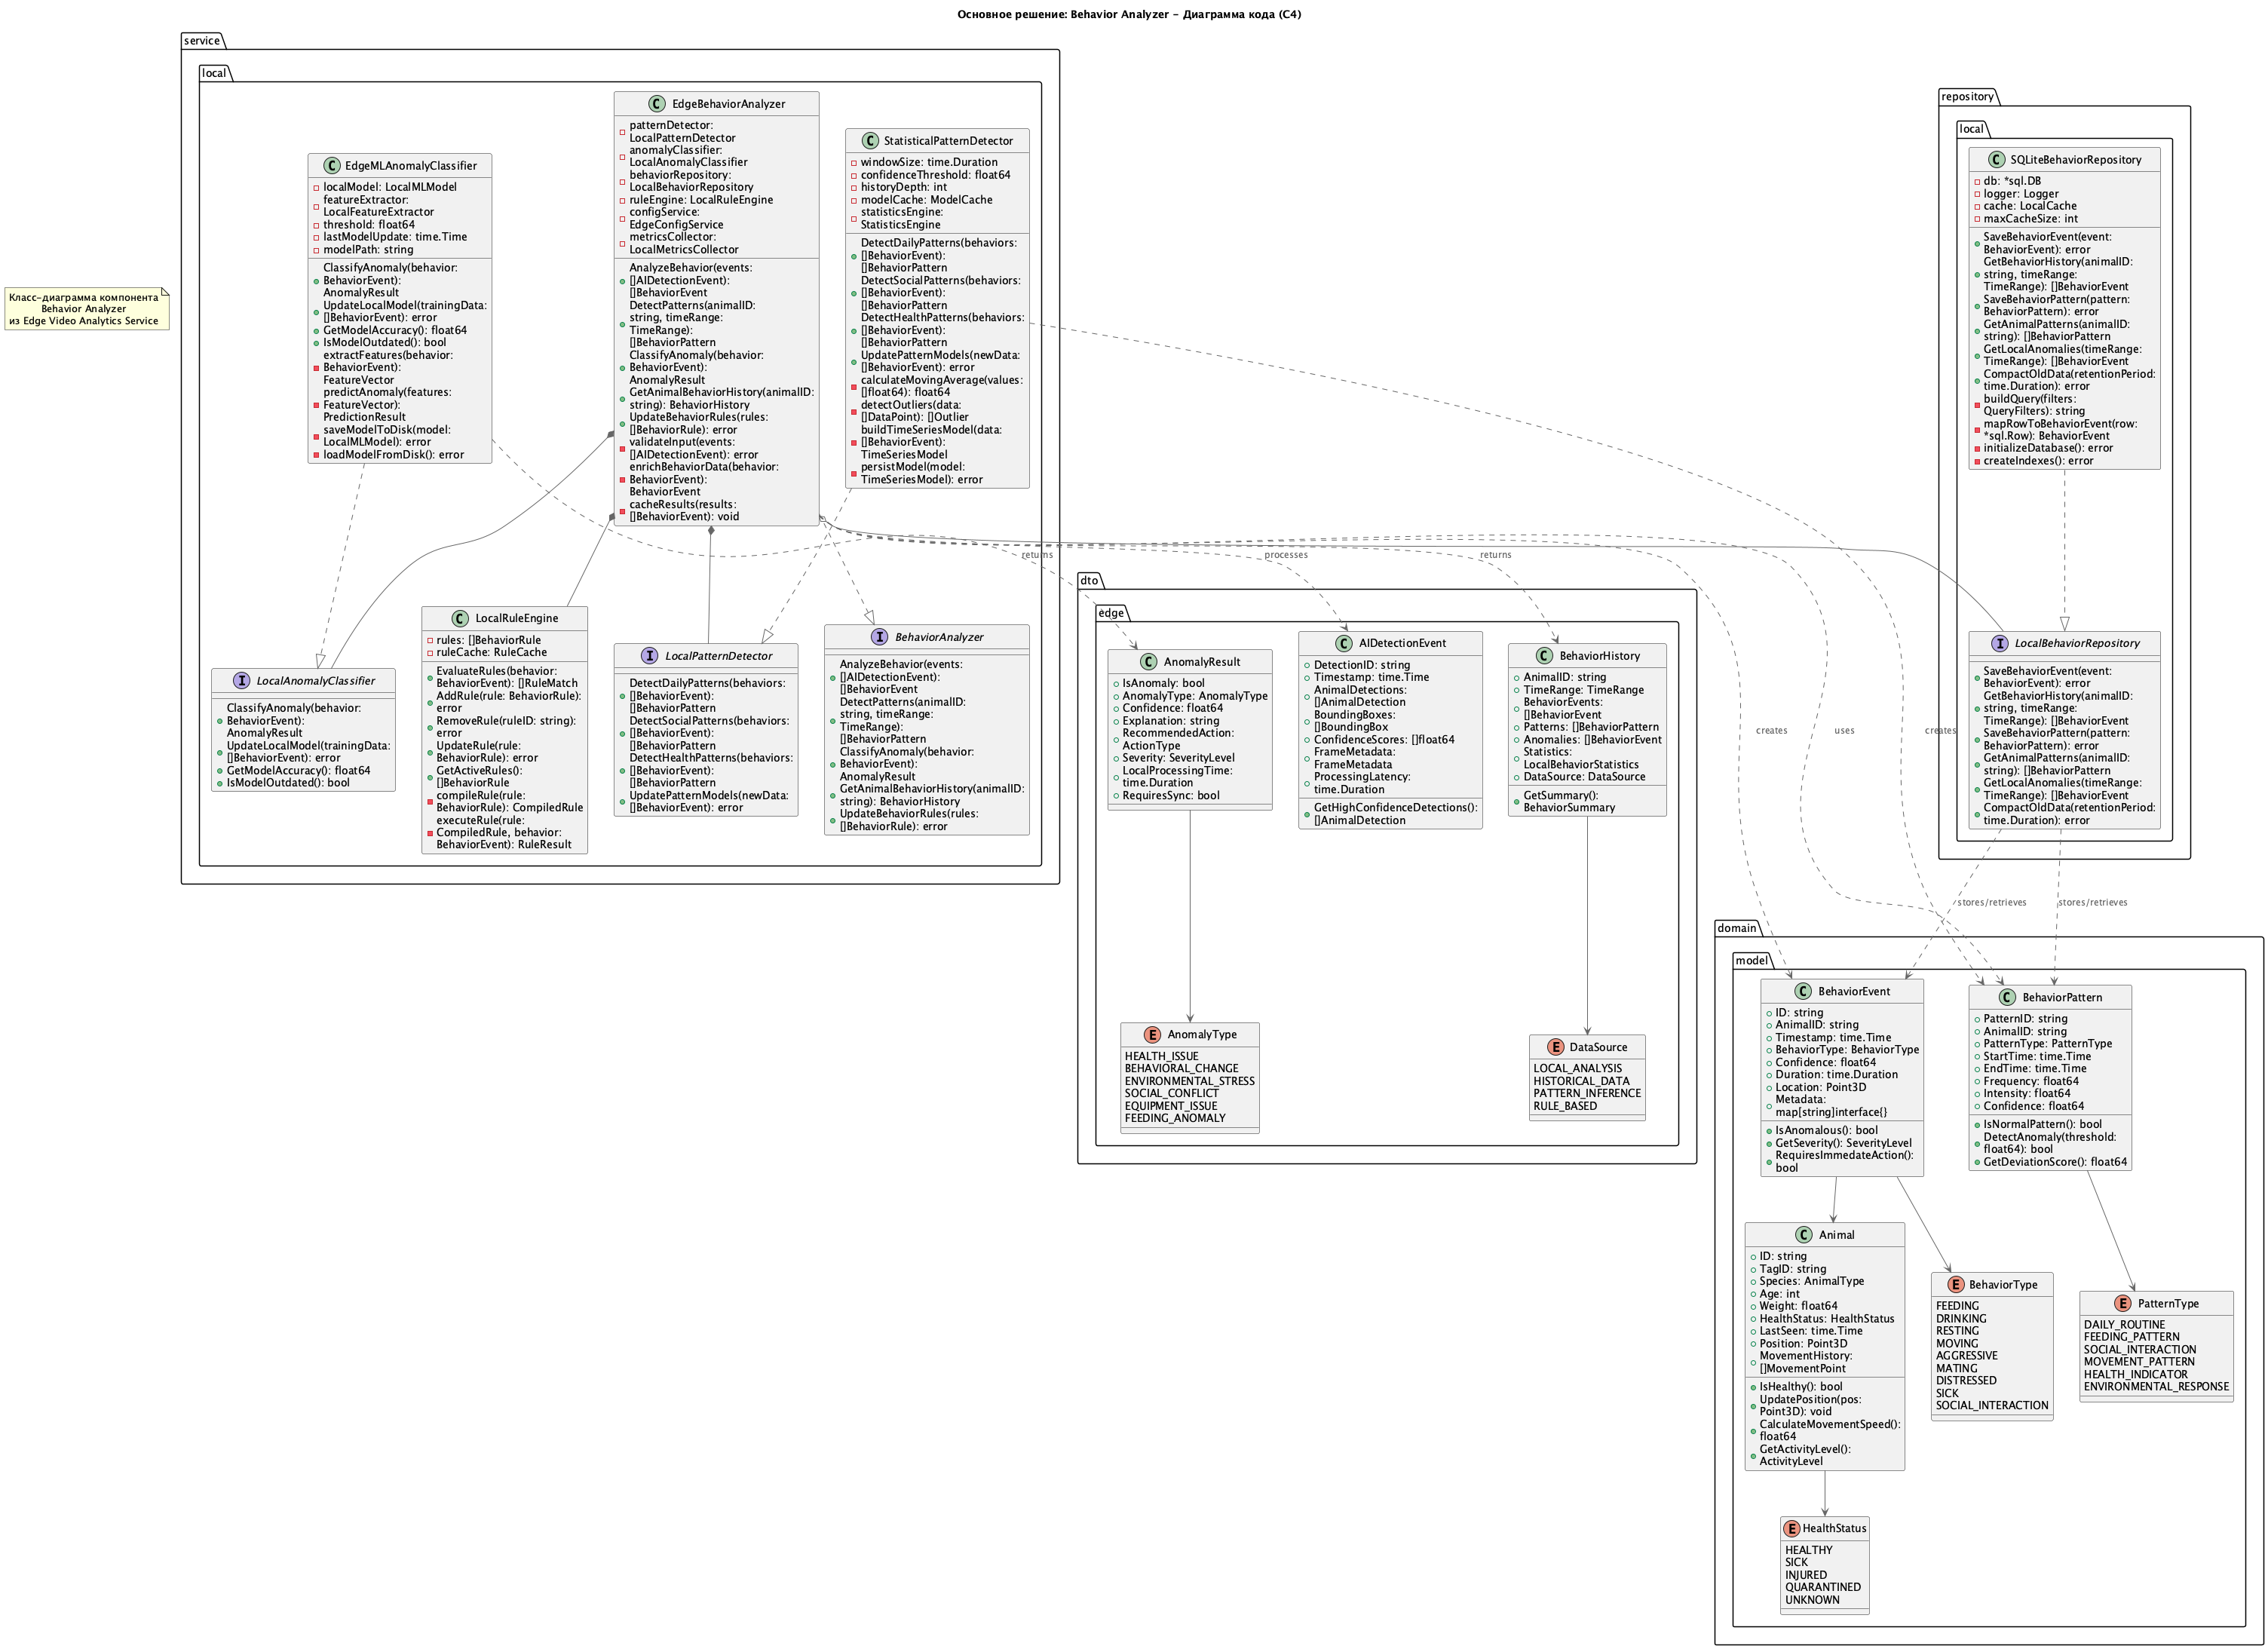 Основное решение: Behavior Analyzer - Диаграмма кода (C4)
Класс-диаграмма компонента
Behavior Analyzer
из Edge Video Analytics Service
service
local
EdgeMLAnomalyClassifier
localModel: LocalMLModel
featureExtractor:
LocalFeatureExtractor
threshold: float64
lastModelUpdate: time.Time
modelPath: string
ClassifyAnomaly(behavior:
BehaviorEvent):
AnomalyResult
UpdateLocalModel(trainingData:
[]BehaviorEvent): error
GetModelAccuracy(): float64
IsModelOutdated(): bool
extractFeatures(behavior:
BehaviorEvent):
FeatureVector
predictAnomaly(features:
FeatureVector):
PredictionResult
saveModelToDisk(model:
LocalMLModel): error
loadModelFromDisk(): error
EdgeBehaviorAnalyzer
patternDetector:
LocalPatternDetector
anomalyClassifier:
LocalAnomalyClassifier
behaviorRepository:
LocalBehaviorRepository
ruleEngine: LocalRuleEngine
configService:
EdgeConfigService
metricsCollector:
LocalMetricsCollector
AnalyzeBehavior(events:
[]AIDetectionEvent):
[]BehaviorEvent
DetectPatterns(animalID:
string, timeRange:
TimeRange):
[]BehaviorPattern
ClassifyAnomaly(behavior:
BehaviorEvent):
AnomalyResult
GetAnimalBehaviorHistory(animalID:
string): BehaviorHistory
UpdateBehaviorRules(rules:
[]BehaviorRule): error
validateInput(events:
[]AIDetectionEvent): error
enrichBehaviorData(behavior:
BehaviorEvent):
BehaviorEvent
cacheResults(results:
[]BehaviorEvent): void
StatisticalPatternDetector
windowSize: time.Duration
confidenceThreshold: float64
historyDepth: int
modelCache: ModelCache
statisticsEngine:
StatisticsEngine
DetectDailyPatterns(behaviors:
[]BehaviorEvent):
[]BehaviorPattern
DetectSocialPatterns(behaviors:
[]BehaviorEvent):
[]BehaviorPattern
DetectHealthPatterns(behaviors:
[]BehaviorEvent):
[]BehaviorPattern
UpdatePatternModels(newData:
[]BehaviorEvent): error
calculateMovingAverage(values:
[]float64): float64
detectOutliers(data:
[]DataPoint): []Outlier
buildTimeSeriesModel(data:
[]BehaviorEvent):
TimeSeriesModel
persistModel(model:
TimeSeriesModel): error
LocalAnomalyClassifier
ClassifyAnomaly(behavior:
BehaviorEvent):
AnomalyResult
UpdateLocalModel(trainingData:
[]BehaviorEvent): error
GetModelAccuracy(): float64
IsModelOutdated(): bool
LocalRuleEngine
rules: []BehaviorRule
ruleCache: RuleCache
EvaluateRules(behavior:
BehaviorEvent): []RuleMatch
AddRule(rule: BehaviorRule):
error
RemoveRule(ruleID: string):
error
UpdateRule(rule:
BehaviorRule): error
GetActiveRules():
[]BehaviorRule
compileRule(rule:
BehaviorRule): CompiledRule
executeRule(rule:
CompiledRule, behavior:
BehaviorEvent): RuleResult
LocalPatternDetector
DetectDailyPatterns(behaviors:
[]BehaviorEvent):
[]BehaviorPattern
DetectSocialPatterns(behaviors:
[]BehaviorEvent):
[]BehaviorPattern
DetectHealthPatterns(behaviors:
[]BehaviorEvent):
[]BehaviorPattern
UpdatePatternModels(newData:
[]BehaviorEvent): error
BehaviorAnalyzer
AnalyzeBehavior(events:
[]AIDetectionEvent):
[]BehaviorEvent
DetectPatterns(animalID:
string, timeRange:
TimeRange):
[]BehaviorPattern
ClassifyAnomaly(behavior:
BehaviorEvent):
AnomalyResult
GetAnimalBehaviorHistory(animalID:
string): BehaviorHistory
UpdateBehaviorRules(rules:
[]BehaviorRule): error
repository
local
SQLiteBehaviorRepository
db: *sql.DB
logger: Logger
cache: LocalCache
maxCacheSize: int
SaveBehaviorEvent(event:
BehaviorEvent): error
GetBehaviorHistory(animalID:
string, timeRange:
TimeRange): []BehaviorEvent
SaveBehaviorPattern(pattern:
BehaviorPattern): error
GetAnimalPatterns(animalID:
string): []BehaviorPattern
GetLocalAnomalies(timeRange:
TimeRange): []BehaviorEvent
CompactOldData(retentionPeriod:
time.Duration): error
buildQuery(filters:
QueryFilters): string
mapRowToBehaviorEvent(row:
*sql.Row): BehaviorEvent
initializeDatabase(): error
createIndexes(): error
LocalBehaviorRepository
SaveBehaviorEvent(event:
BehaviorEvent): error
GetBehaviorHistory(animalID:
string, timeRange:
TimeRange): []BehaviorEvent
SaveBehaviorPattern(pattern:
BehaviorPattern): error
GetAnimalPatterns(animalID:
string): []BehaviorPattern
GetLocalAnomalies(timeRange:
TimeRange): []BehaviorEvent
CompactOldData(retentionPeriod:
time.Duration): error
returns
processes
returns
creates
uses
creates
stores/retrieves
stores/retrieves
dto
edge
AnomalyResult
IsAnomaly: bool
AnomalyType: AnomalyType
Confidence: float64
Explanation: string
RecommendedAction:
ActionType
Severity: SeverityLevel
LocalProcessingTime:
time.Duration
RequiresSync: bool
AIDetectionEvent
DetectionID: string
Timestamp: time.Time
AnimalDetections:
[]AnimalDetection
BoundingBoxes:
[]BoundingBox
ConfidenceScores: []float64
FrameMetadata:
FrameMetadata
ProcessingLatency:
time.Duration
GetHighConfidenceDetections():
[]AnimalDetection
BehaviorHistory
AnimalID: string
TimeRange: TimeRange
BehaviorEvents:
[]BehaviorEvent
Patterns: []BehaviorPattern
Anomalies: []BehaviorEvent
Statistics:
LocalBehaviorStatistics
DataSource: DataSource
GetSummary():
BehaviorSummary
AnomalyType
HEALTH_ISSUE
BEHAVIORAL_CHANGE
ENVIRONMENTAL_STRESS
SOCIAL_CONFLICT
EQUIPMENT_ISSUE
FEEDING_ANOMALY
DataSource
LOCAL_ANALYSIS
HISTORICAL_DATA
PATTERN_INFERENCE
RULE_BASED
domain
model
BehaviorEvent
ID: string
AnimalID: string
Timestamp: time.Time
BehaviorType: BehaviorType
Confidence: float64
Duration: time.Duration
Location: Point3D
Metadata:
map[string]interface{}
IsAnomalous(): bool
GetSeverity(): SeverityLevel
RequiresImmedateAction():
bool
BehaviorPattern
PatternID: string
AnimalID: string
PatternType: PatternType
StartTime: time.Time
EndTime: time.Time
Frequency: float64
Intensity: float64
Confidence: float64
IsNormalPattern(): bool
DetectAnomaly(threshold:
float64): bool
GetDeviationScore(): float64
Animal
ID: string
TagID: string
Species: AnimalType
Age: int
Weight: float64
HealthStatus: HealthStatus
LastSeen: time.Time
Position: Point3D
MovementHistory:
[]MovementPoint
IsHealthy(): bool
UpdatePosition(pos:
Point3D): void
CalculateMovementSpeed():
float64
GetActivityLevel():
ActivityLevel
BehaviorType
FEEDING
DRINKING
RESTING
MOVING
AGGRESSIVE
MATING
DISTRESSED
SICK
SOCIAL_INTERACTION
PatternType
DAILY_ROUTINE
FEEDING_PATTERN
SOCIAL_INTERACTION
MOVEMENT_PATTERN
HEALTH_INDICATOR
ENVIRONMENTAL_RESPONSE
HealthStatus
HEALTHY
SICK
INJURED
QUARANTINED
UNKNOWN